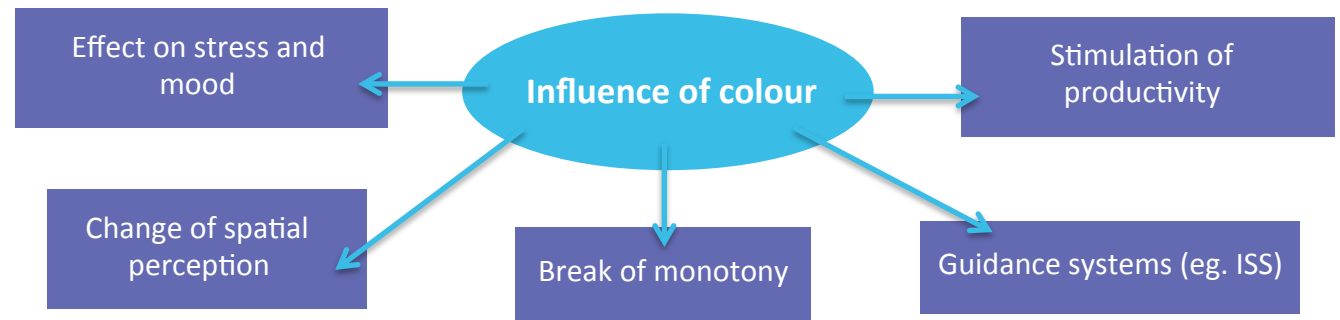 Effect on stress and
mood
Influence of colour
Stimulation of
productivity
Change of spatial
perception
Break of monotony
Guidance systems (eg. ISS)